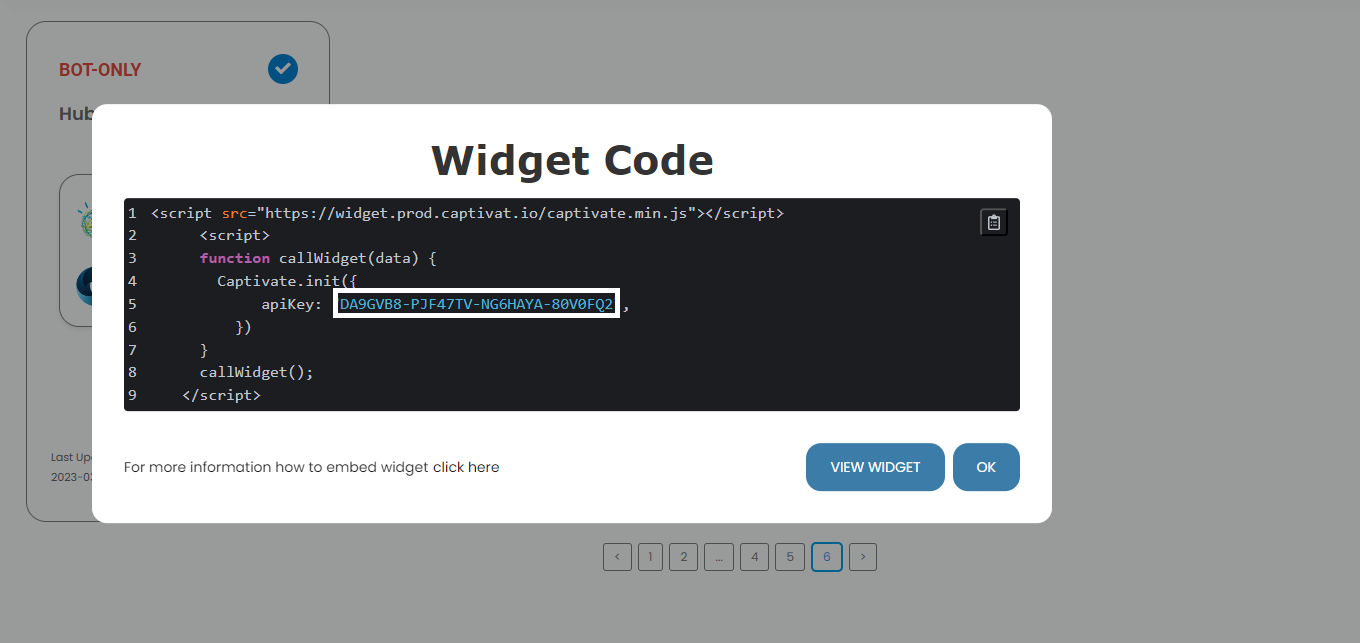 BOT-ONLY
Hub
Widget Code
1 <script src="https://widget.prod.captivat.io/captivate.min.js"></script>
2 <script>
3 function callWidget(data) {
4 Captivate.init({
5 apiKey: DA9GVB8-PJF47TV-NG6HAYA-80V0FQ2,
6 })
7 }
8 callWidget();
9 </script>
Last Up
2023-0
For more information how to embed widget click here
VIEW WIDGET
OK
< 1 2 ... 4 5 6 >